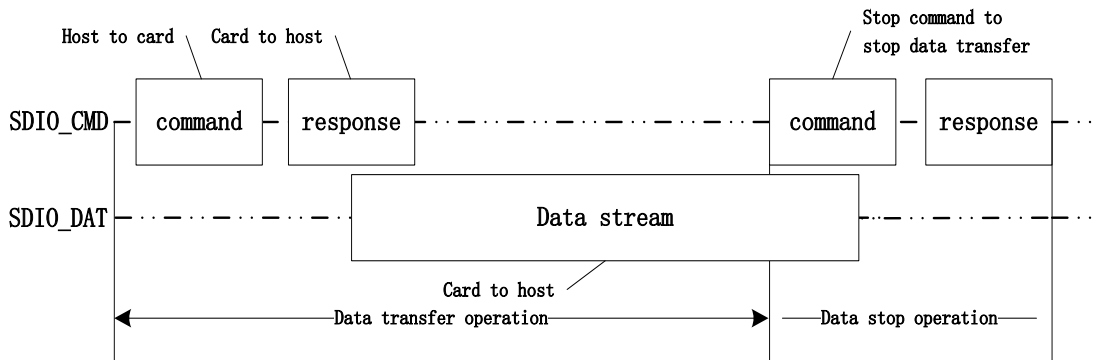 Stop command to
stop data transfer
Host to card
Card to host
SDIO_CMD
command
response
command
response
SDIO_DAT
Data stream
Card to host
Data transfer operation
Data stop operation